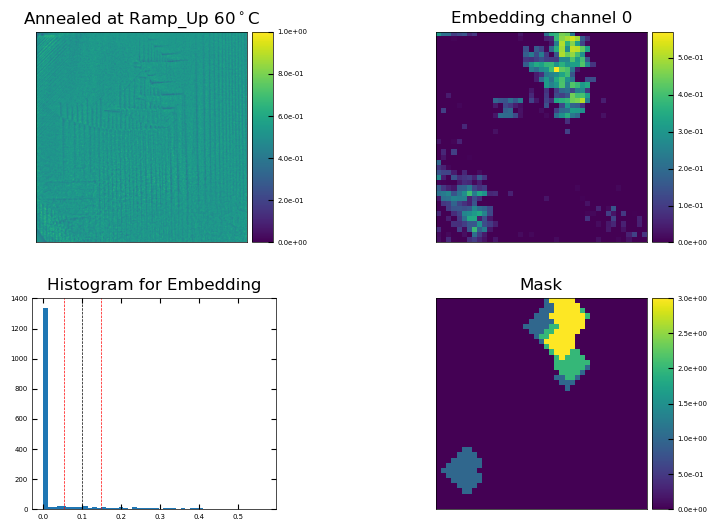 Annealed at Ramp_Up 60°C
Embedding channel 0
1.0e+00
8.0e-01
6.0e-01
4.0e-01
2.0e-01
0.0e+00
5.0e-01
4.0e-01
3.0e-01
2.0e-01
1.0e-01
0.0e+00
Histogram for Embedding
Mask
1400
1200
1000
800
600
400
200
0
0.0 0.1 0.2 0.3 0.4 0.5
3.0e+00
2.5e+00
2.0e+00
1.5e+00
1.0e+00
5.0e-01
0.0e+00